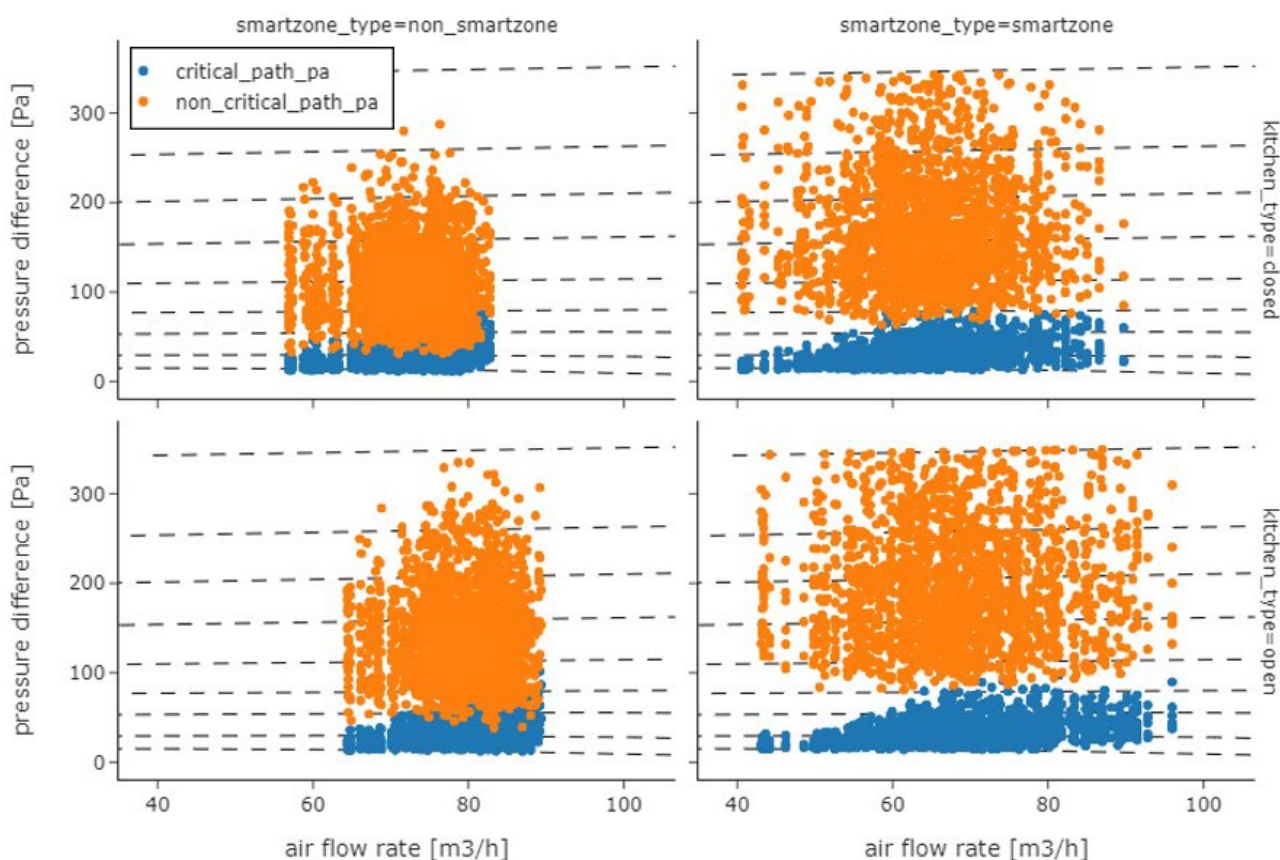 smartzone_type=non_smartzone
smartzone_type=smartzone
critical_path_pa
non_critical_path_pa
pressure difference [Pa]
300
200
100
0
kitchen_type=closed
pressure difference [Pa]
300
200
100
0
kitchen_type=open
40 60 80 100
40 60 80 100
air flow rate [m3/h]
air flow rate [m3/h]